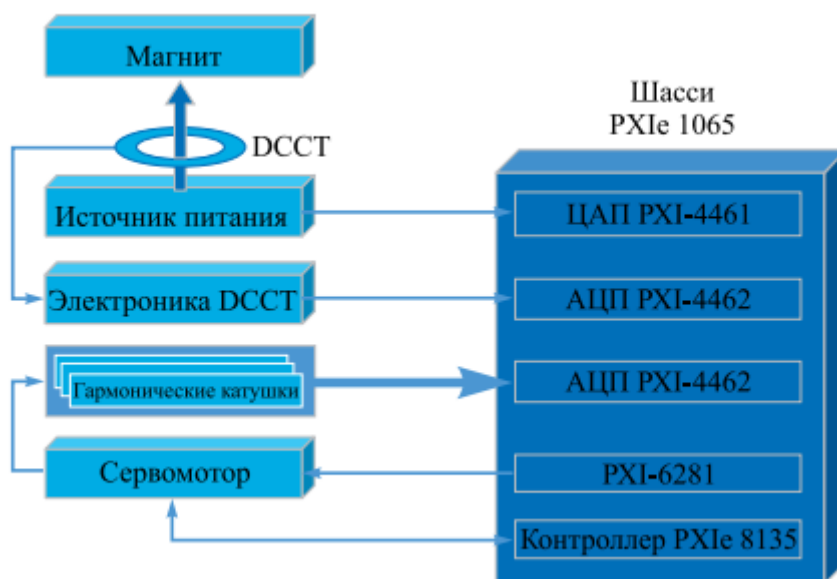 Магнит
DCCT
Источник питания
Электроника DCCT
Гармонические катушки
Сервомотор
Шасси
PXIe 1065
ЦАП PXI-4461
АЦП PXI-4462
АЦП PXI-4462
PXI-6281
Контроллер PXIe 8135